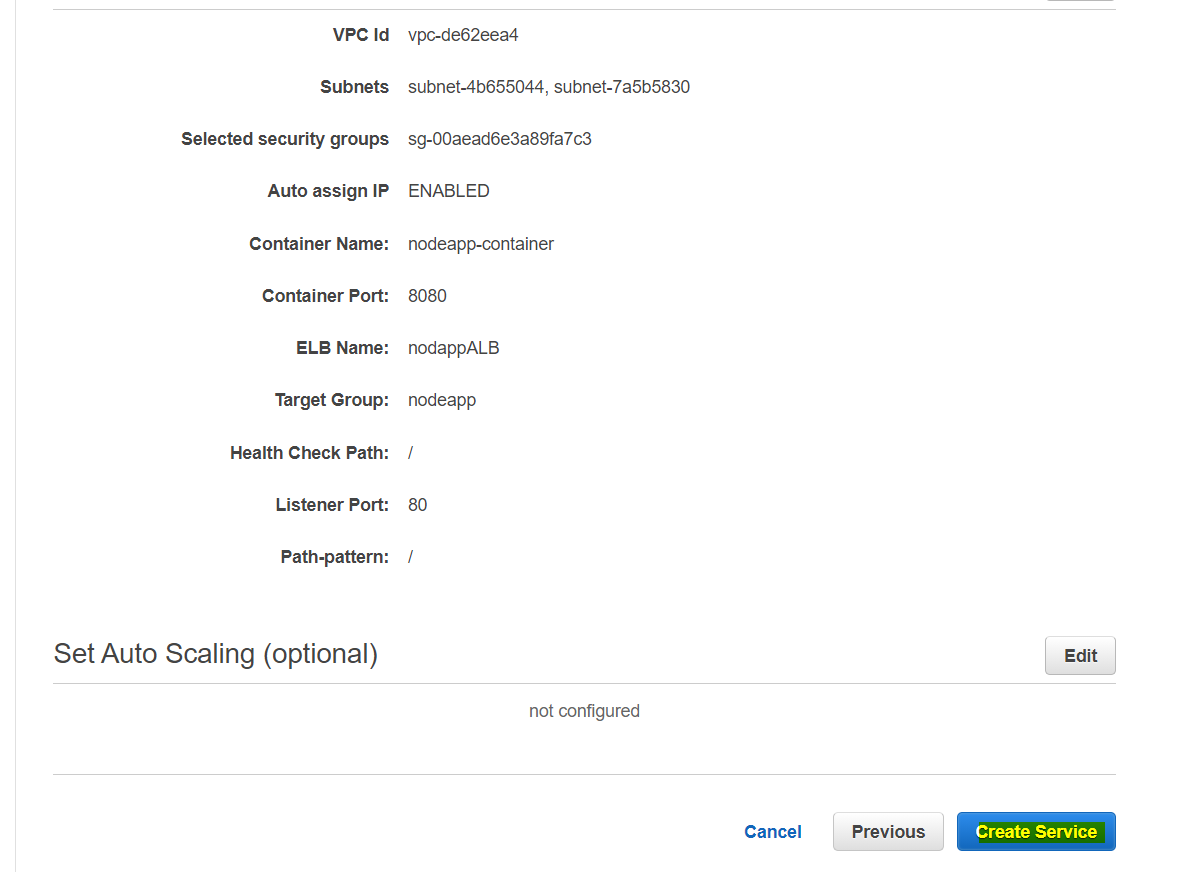 VPC Id vpc-de62eea4
Subnets subnet-4b655044, subnet-7a5b5830
Selected security groups sg-00aead6e3a89fa7c3
Auto assign IP ENABLED
Container Name: nodeapp-container
Container Port: 8080
ELB Name: nodappALB
Target Group: nodeapp
Health Check Path: /
Listener Port: 80
Path-pattern: /
Set Auto Scaling (optional) Edit
not configured
Cancel Previous Create Service